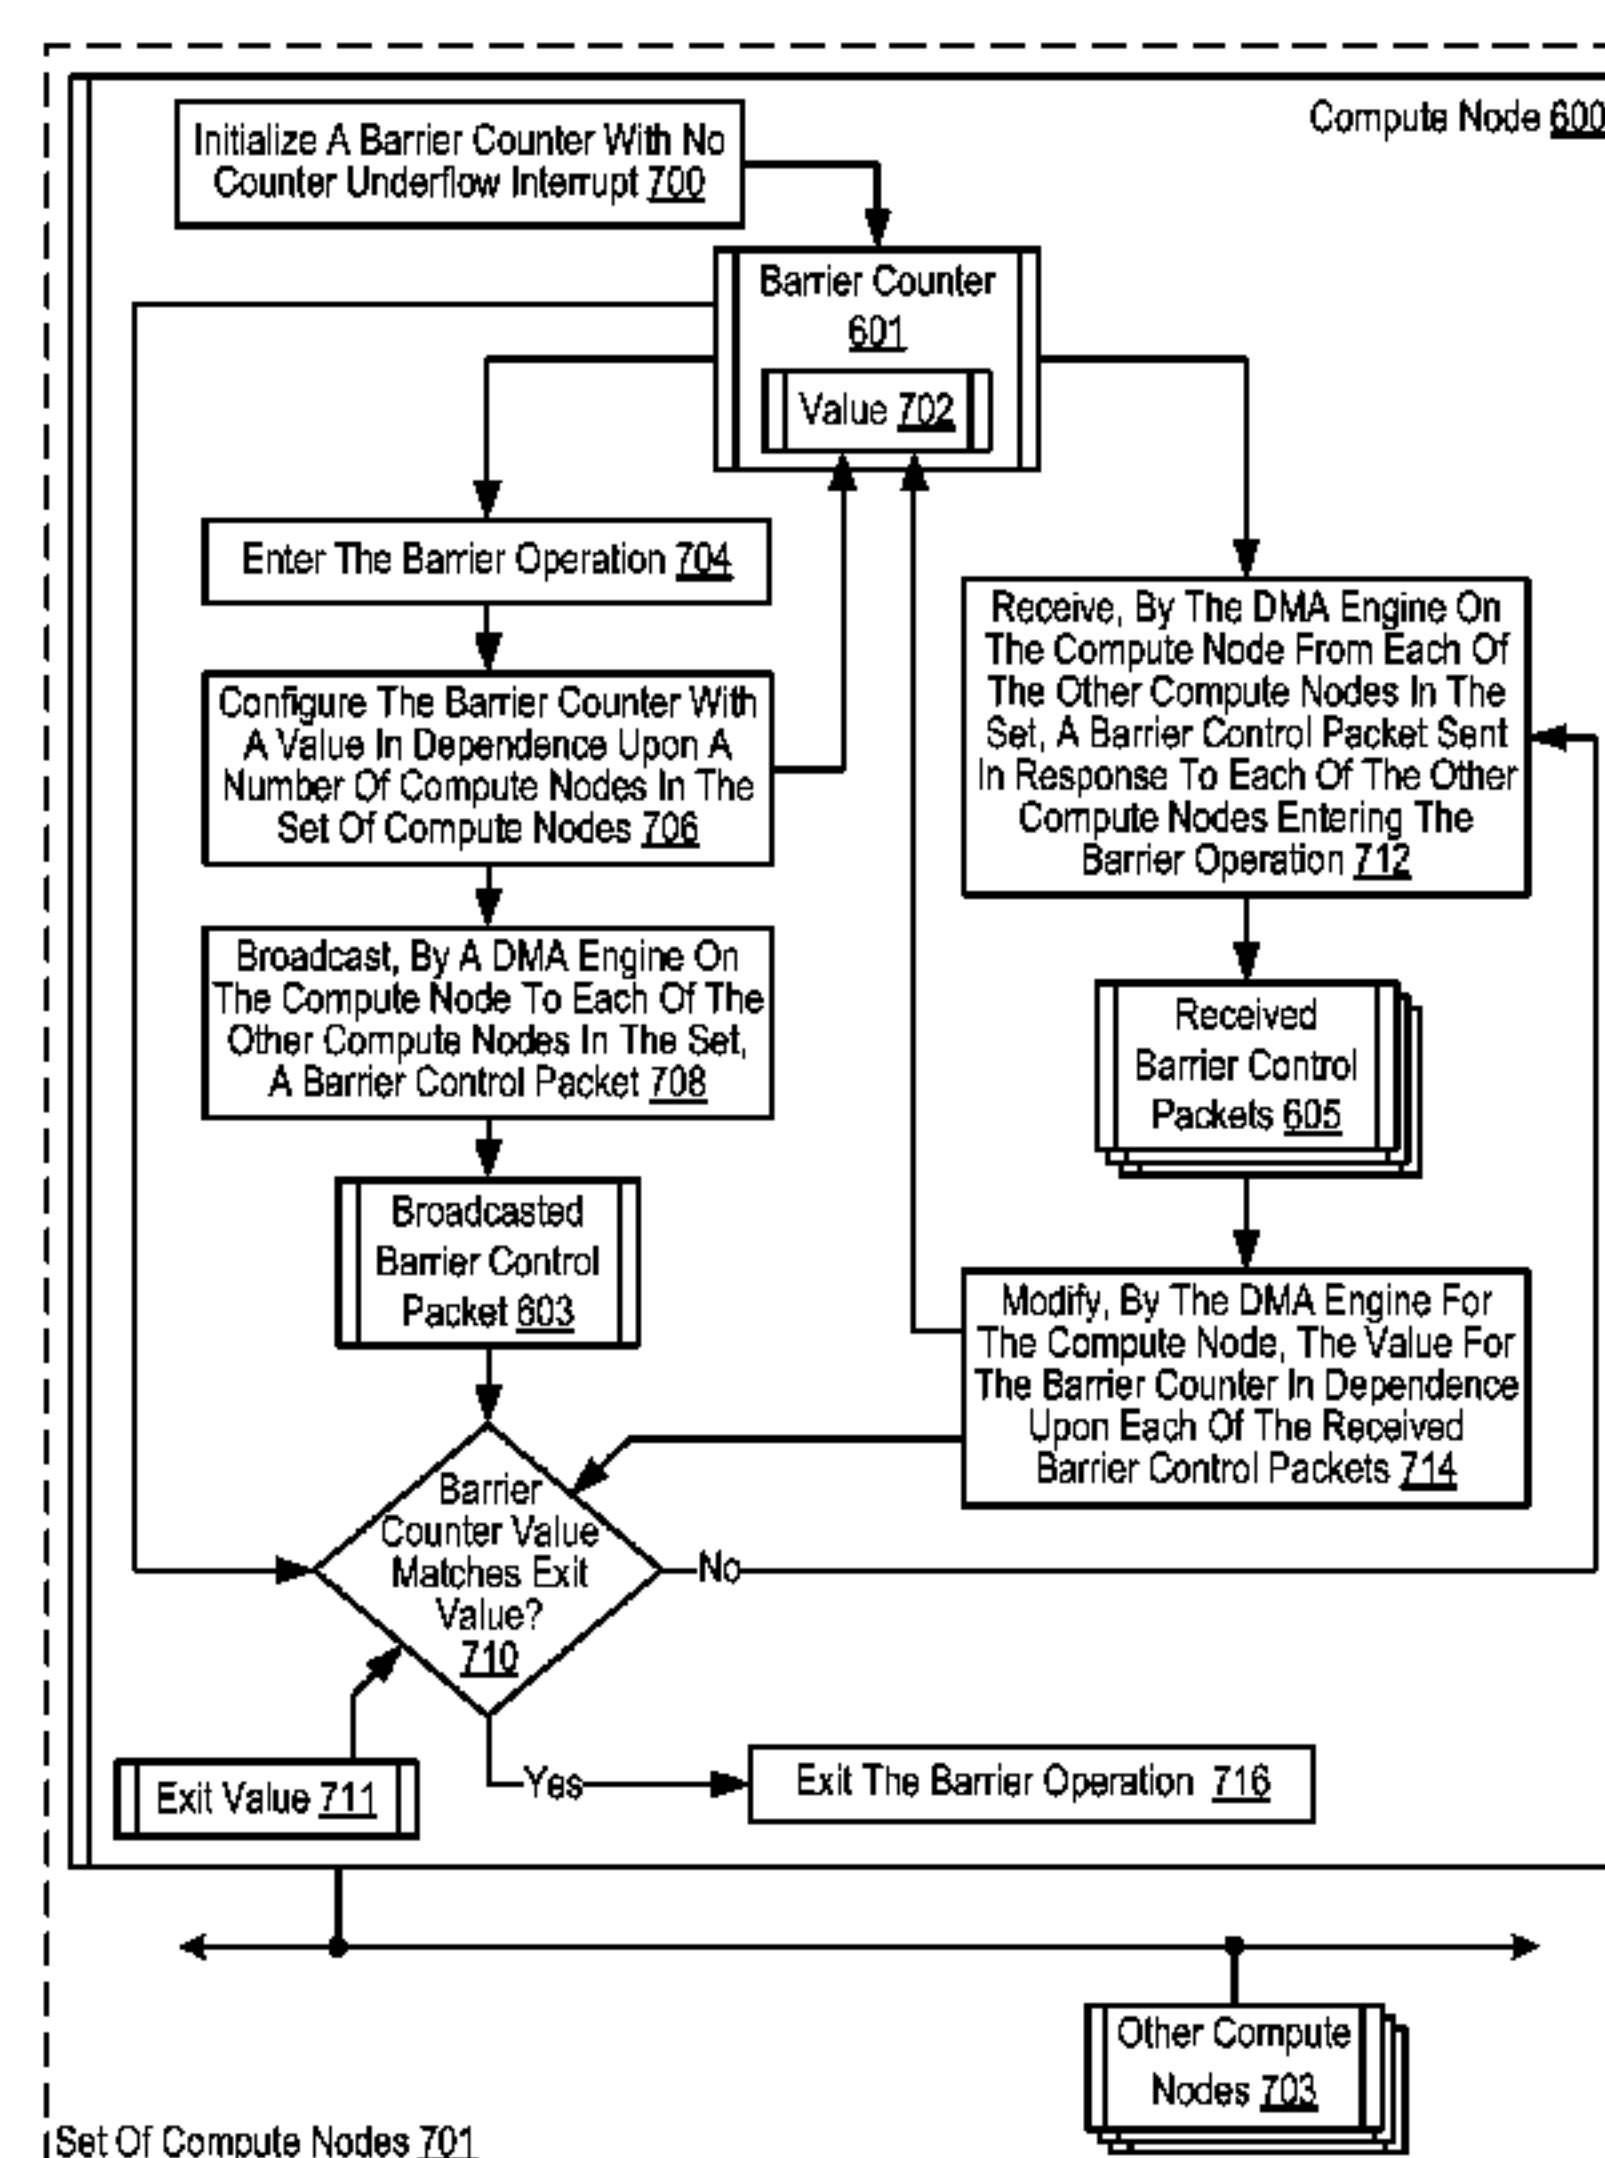 Compute Node 600
Initialize A Barrier Counter With No
Counter Underflow Interrupt 700
Barrier Counter
601
Value 702
Enter The Barrier Operation 704
Configure The Barrier Counter With
A Value In Dependence Upon A
Number Of Compute Nodes In The
Set Of Compute Nodes 706
Broadcast, By A DMA Engine On
The Compute Node To Each Of The
Other Compute Nodes In The Set,
A Barrier Control Packet 708
Broadcasted
Barrier Control
Packet 603
Receive, By The DMA Engine On
The Compute Node From Each Of
The Other Compute Nodes In The
Set, A Barrier Control Packet Sent
In Response To Each Of The Other
Compute Nodes Entering The
Barrier Operation 712
Received
Barrier Control
Packets 605
Modify, By The DMA Engine For
The Compute Node, The Value For
The Barrier Counter In Dependence
Upon Each Of The Received
Barrier Control Packets 714
Barrier
Counter Value
Matches Exit
Value?
710
No
Yes
Exit Value 711
Exit The Barrier Operation 716
Other Compute
Nodes 703
Set Of Compute Nodes 701